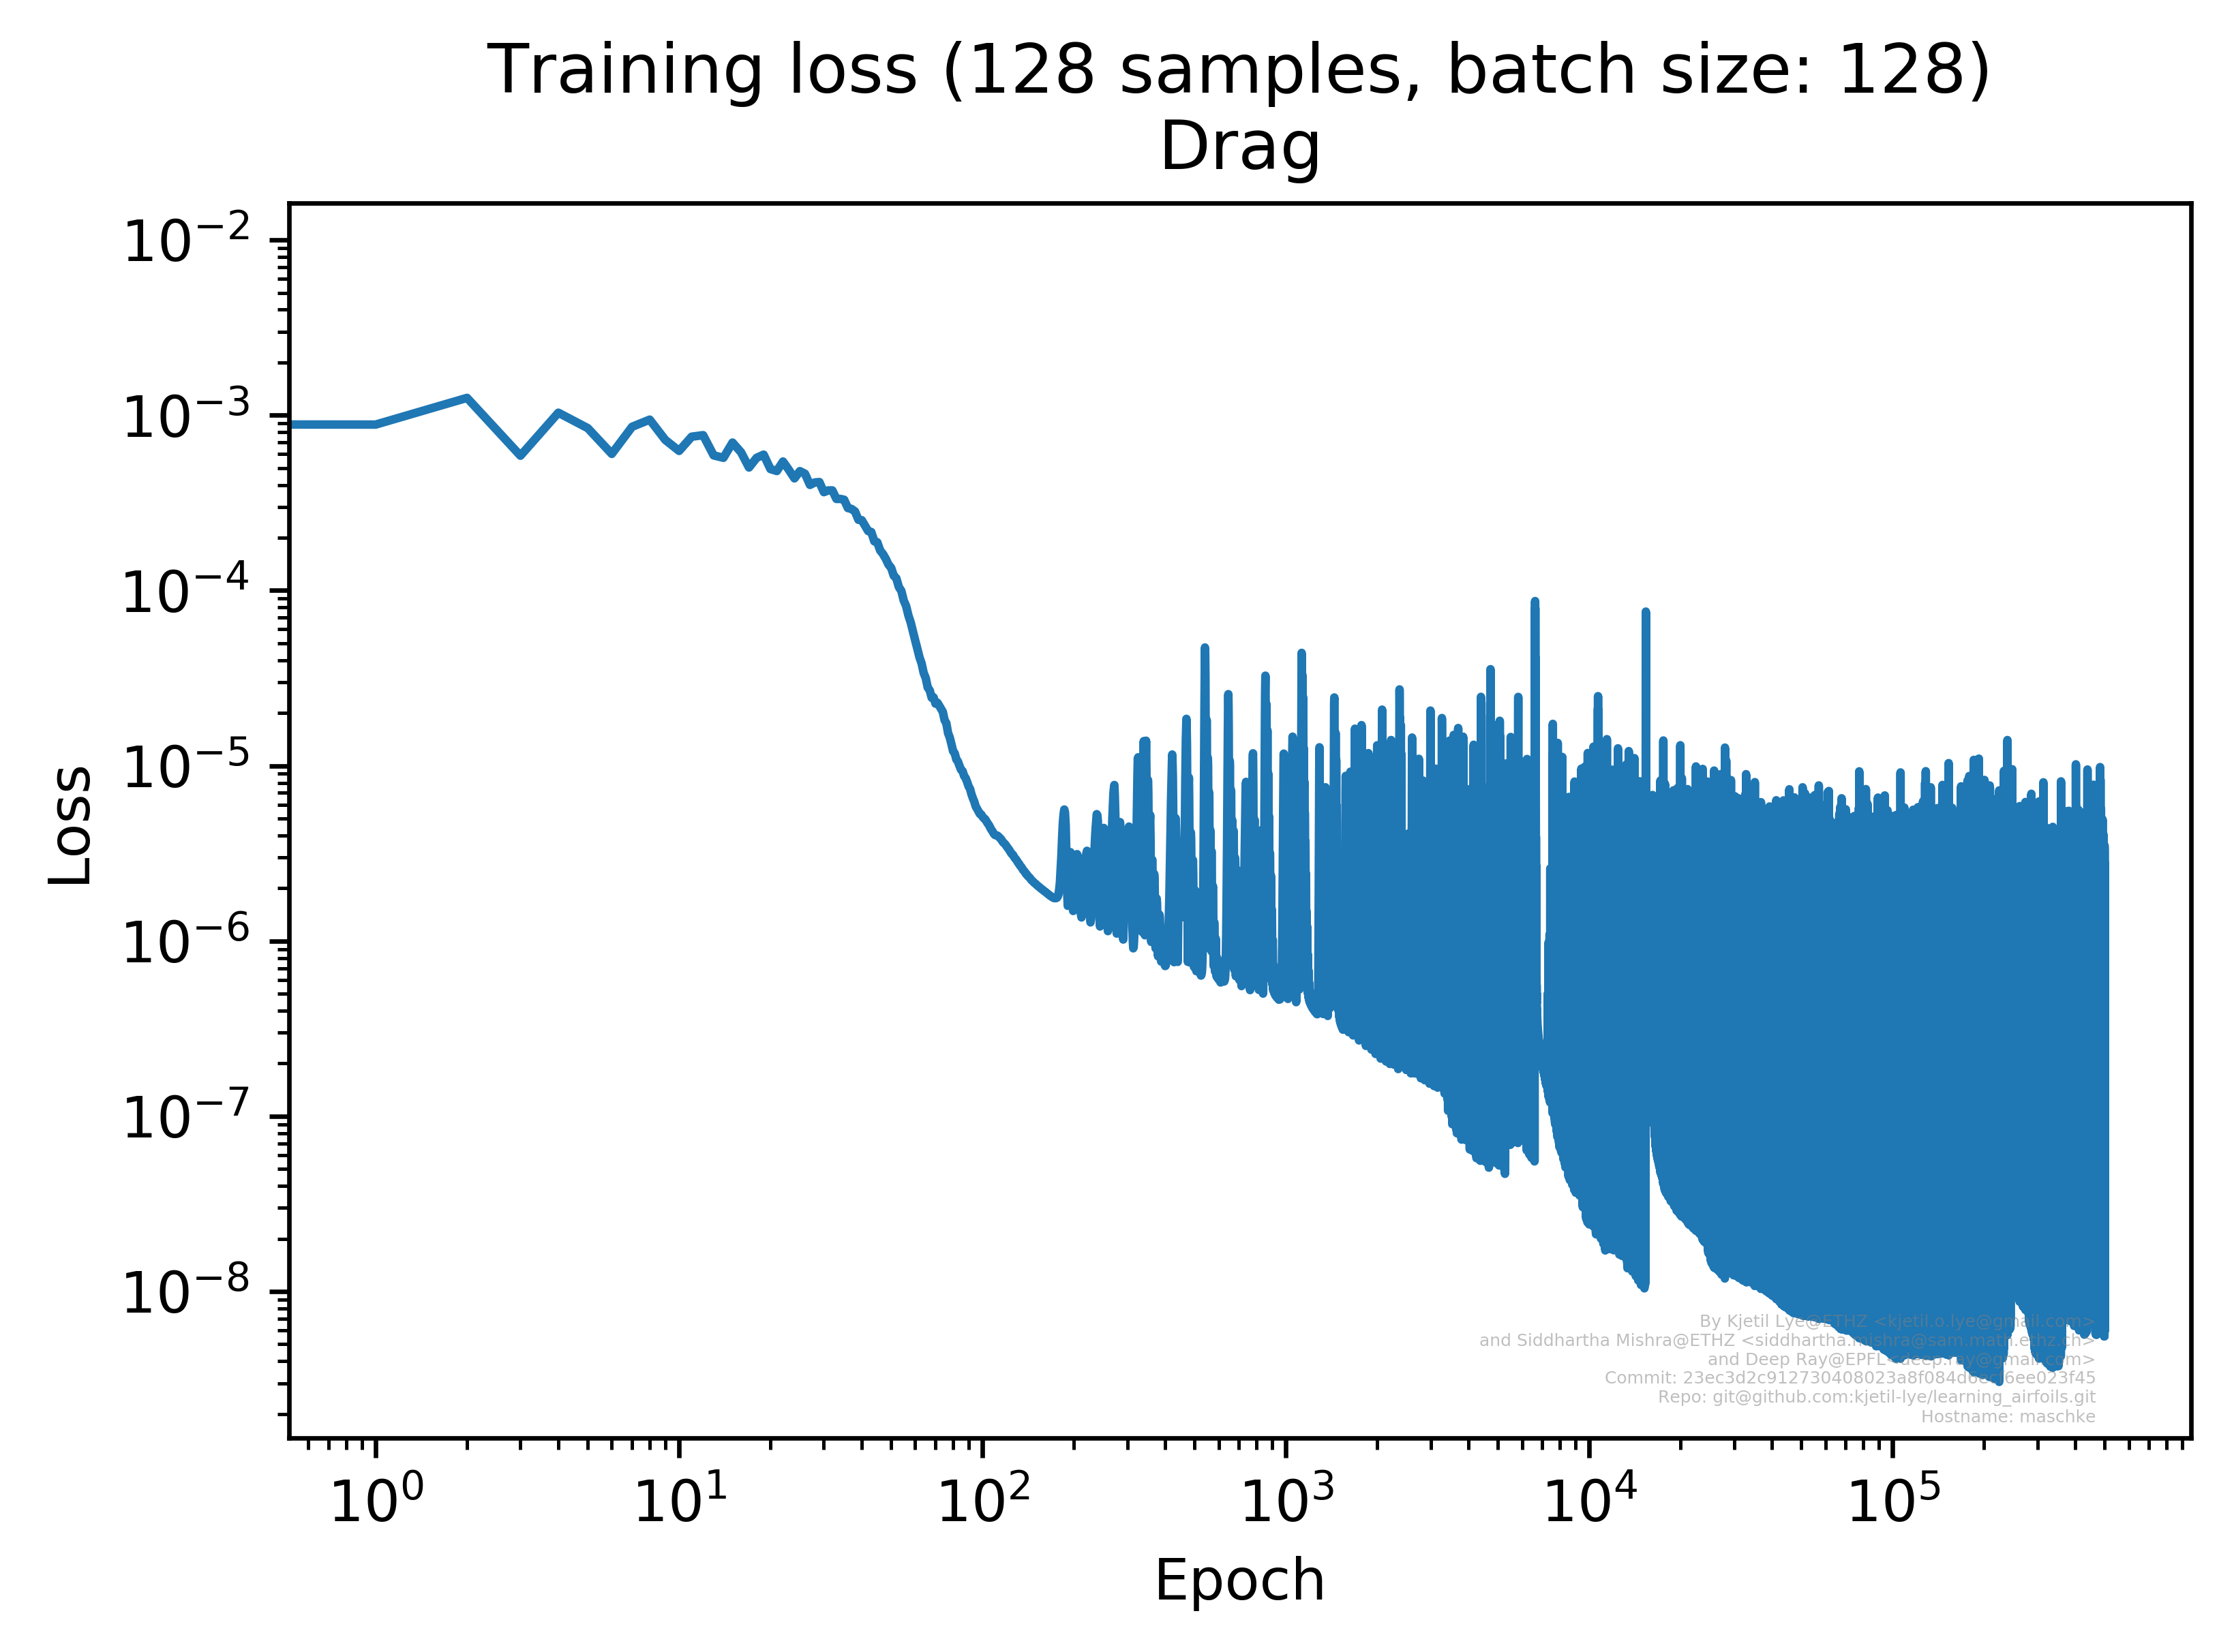 Training loss (128 samples, batch size: 128)
Drag
10⁻²
10⁻³
10⁻⁴
10⁻⁵
10⁻⁶
10⁻⁷
10⁻⁸
Loss
10⁰ 10¹ 10² 10³ 10⁴ 10⁵
Epoch
By Kjetil Lye@ETHZ <kjetil.o.lye@gmail.com>
and Siddhartha Mishra@ETHZ <siddhartha.mishra@sam.math.ethz.ch>
and Deep Ray@EPFL <deep.ray@gmail.com>
Commit:
Repo: git@github.com:kjetil-lye/learning_airfoils.git
Hostname: maschke